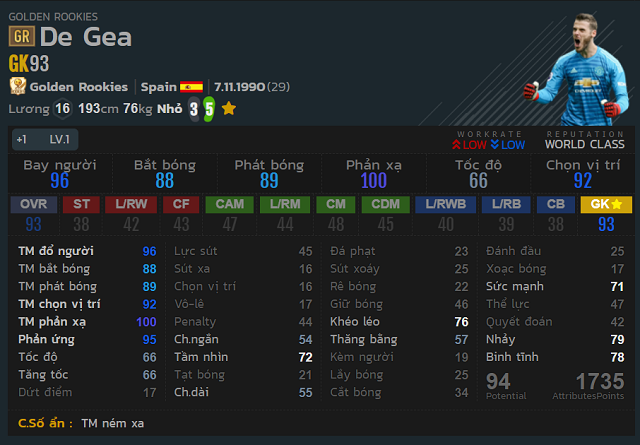 GOLDEN ROOKIES
GR De Gea
GK93
Golden Rookies Spain 7.11.1990(29)
Lương 16 193cm 76kg Nhỏ 3 5
+1 LV.1
WORKRATE REPUTATION
LOW LOW WORLD CLASS
Bay người Bắt bóng Phát bóng Phản xạ Tốc độ Chọn vị trí
96 88 89 100 66 92
OVR ST L/RW CF CAM L/RM CM CDM L/RWB L/RB CB GK
93 38 42 43 47 44 48 45 40 39 38 93
TM đổ người 96 Lực sút 45 Đá phạt 23 Đánh đầu 25
TM bắt bóng 88 Sút xa 16 Sút xoáy 25 Xoạc bóng 17
TM phát bóng 89 Chọn vị trí 16 Rê bóng 22 Sức mạnh 71
TM chọn vị trí 92 Vô-lê 17 Giữ bóng 46 Thể lực 47
TM phản xạ 100 Penalty 44 Khéo léo 76 Quyết đoán 42
Phản ứng 95 Ch.ngắn 54 Thăng bằng 57 Nhảy 79
Tốc độ 66 Tầm nhìn 72 Kèm người 19 Bình tĩnh 78
Tăng tốc 66 Tạt bóng 21 Lấy bóng 25
Dứt điểm 17 Ch.dài 55 Cắt bóng 34
94 1735
Potential AttributesPoints
C.Số ẩn : TM ném xa